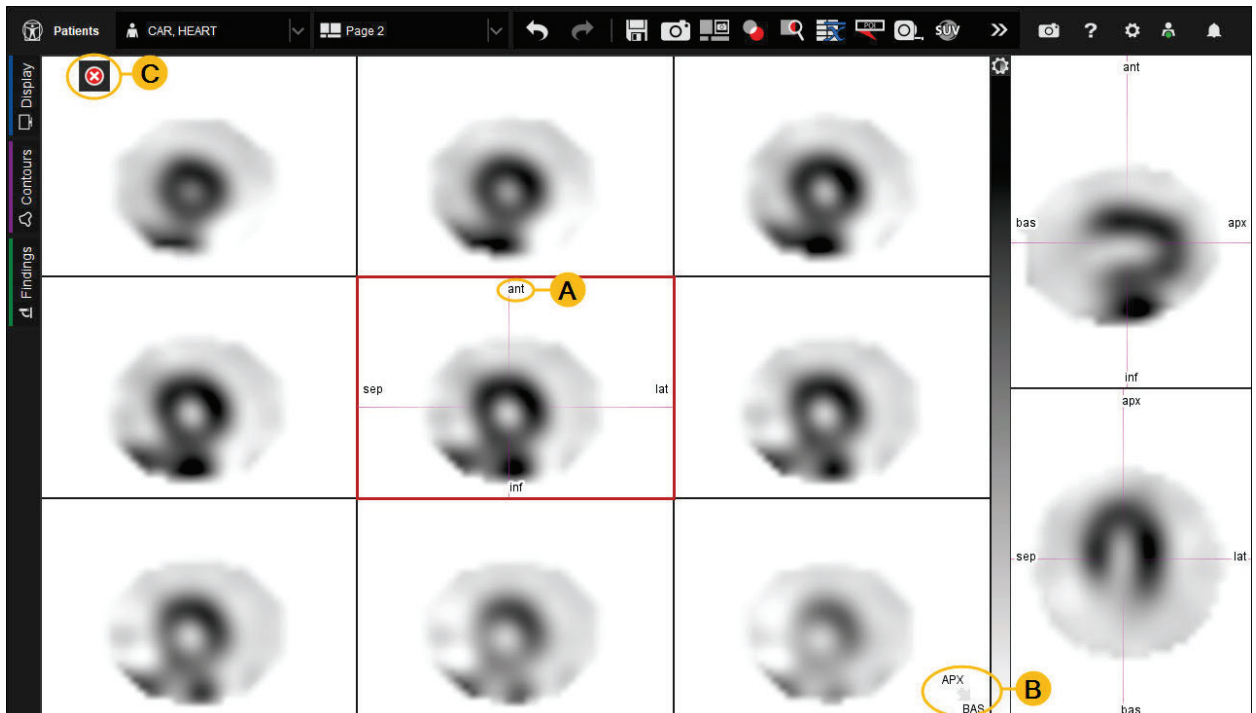 Patients
CAR, HEART
Page 2
POI
SUV
»
?
Display
Contours
Findings
C
ant
A
sep
lat
inf
APX
BAS
B
ant
bas
apx
inf
apx
sep
lat
bas